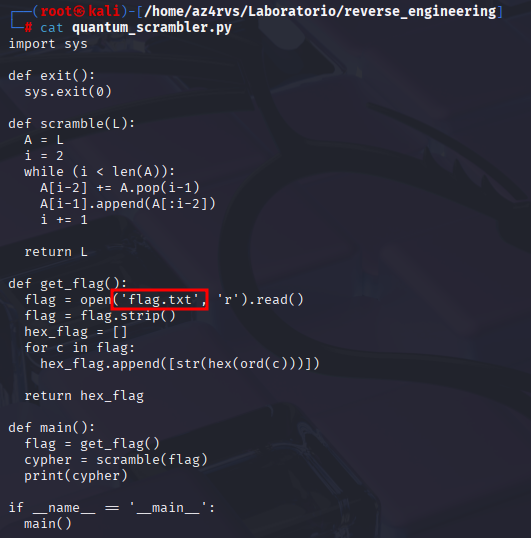 ┌──(root㉿kali)-[/home/az4rvs/Laboratorio/reverse_engineering]
└─# cat quantum_scrambler.py
import sys

def exit():
  sys.exit(0)

def scramble(L):
  A = L
  i = 2
  while (i < len(A)):
    A[i-2] += A.pop(i-1)
    A[i-1].append(A[:i-2])
    i += 1

  return L

def get_flag():
  flag = open('flag.txt', 'r').read()
  flag = flag.strip()
  hex_flag = []
  for c in flag:
    hex_flag.append([str(hex(ord(c)))])

  return hex_flag

def main():
  flag = get_flag()
  cypher = scramble(flag)
  print(cypher)

if __name__ == '__main__':
  main()